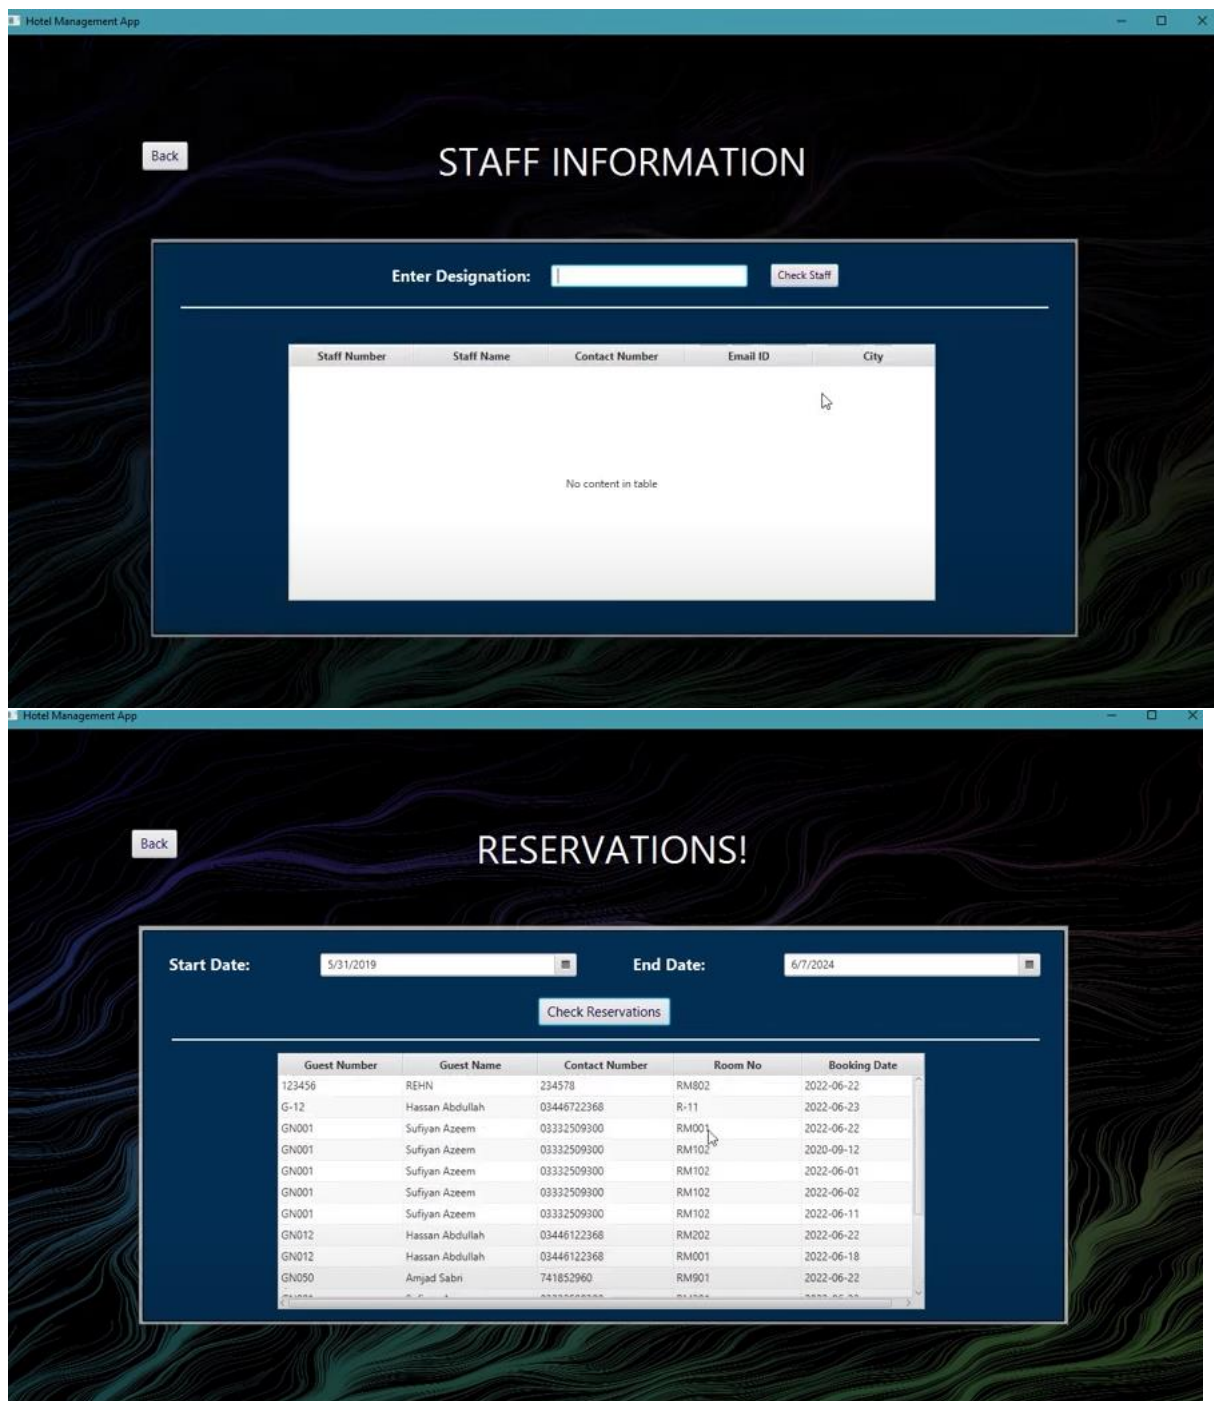 Hotel Management App
Back
STAFF INFORMATION
Enter Designation: Check Staff
Staff Number Staff Name Contact Number Email ID City
No content in table
Hotel Management App
Back
RESERVATIONS!
Start Date: 5/31/2019 End Date: 6/7/2024
Check Reservations
Guest Number Guest Name Contact Number Room No Booking Date
123456 REHN 234578 RM802 2022-06-22
G-12 Hassan Abdullah 03446722368 R-11 2022-06-23
GN001 Sufiyan Azeem 03332509300 RM001 2022-06-22
GN001 Sufiyan Azeem 03332509300 RM102 2020-09-12
GN001 Sufiyan Azeem 03332509300 RM102 2022-06-01
GN001 Sufiyan Azeem 03332509300 RM102 2022-06-02
GN001 Sufiyan Azeem 03332509300 RM102 2022-06-11
GN012 Hassan Abdullah 03446122368 RM202 2022-06-22
GN012 Hassan Abdullah 03446122368 RM001 2022-06-18
GN050 Amjad Sabri 741852960 RM901 2022-06-22